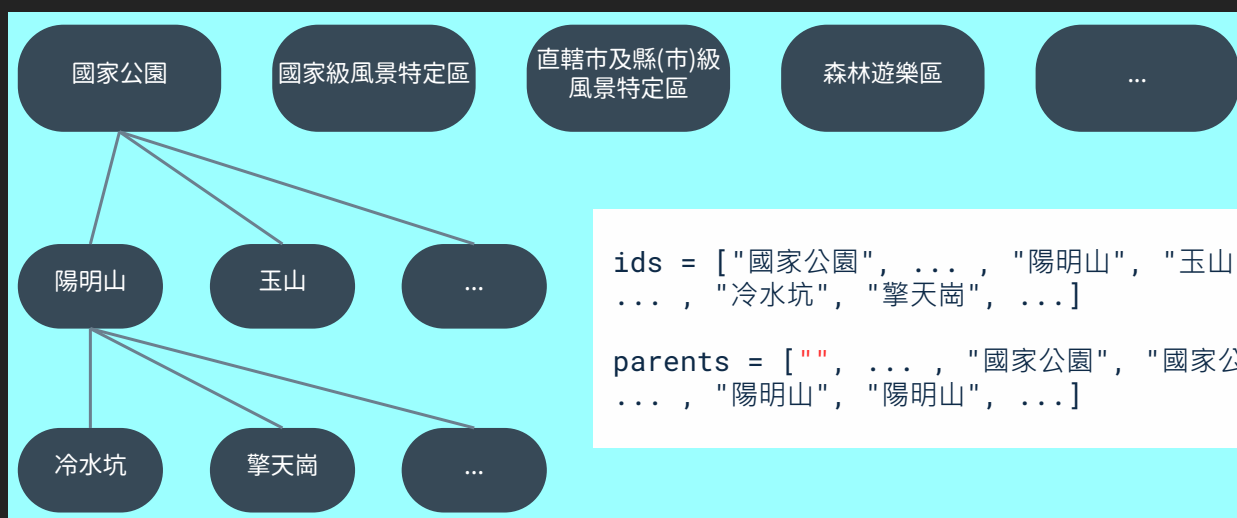 國家公園
國家級風景特定區
直轄市及縣(市)級
風景特定區
森林遊樂區
...
陽明山
玉山
...
冷水坑
擎天崗
...
ids = ["國家公園", ... , "陽明山", "玉山
... , "冷水坑", "擎天崗", ...]
parents = ["", ... , "國家公園", "國家公
... , "陽明山", "陽明山", ...]